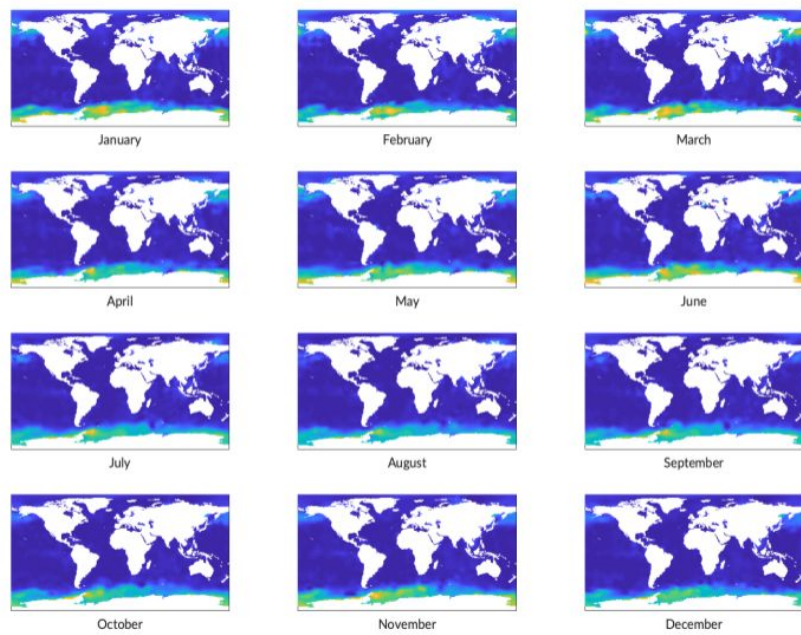 January
February
March
April
May
June
July
August
September
October
November
December